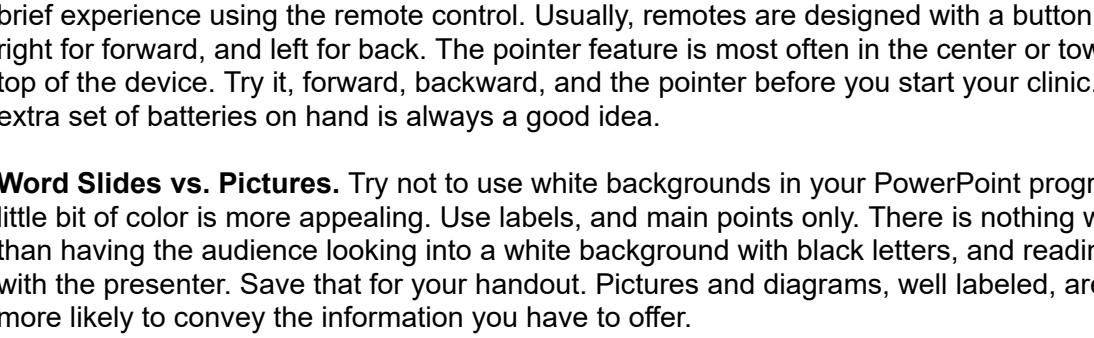 brief experience using the remote control. Usually, remotes are designed with a button
right for forward, and left for back. The pointer feature is most often in the center or
top of the device. Try it, forward, backward, and the pointer before you start your clinic.
extra set of batteries on hand is always a good idea.
Word Slides vs. Pictures. Try not to use white backgrounds in your PowerPoint
little bit of color is more appealing. Use labels, and main points only. There is nothing
than having the audience looking into a white background with black letters, and
with the presenter. Save that for your handout. Pictures and diagrams, well labeled,
more likely to convey the information you have to offer.